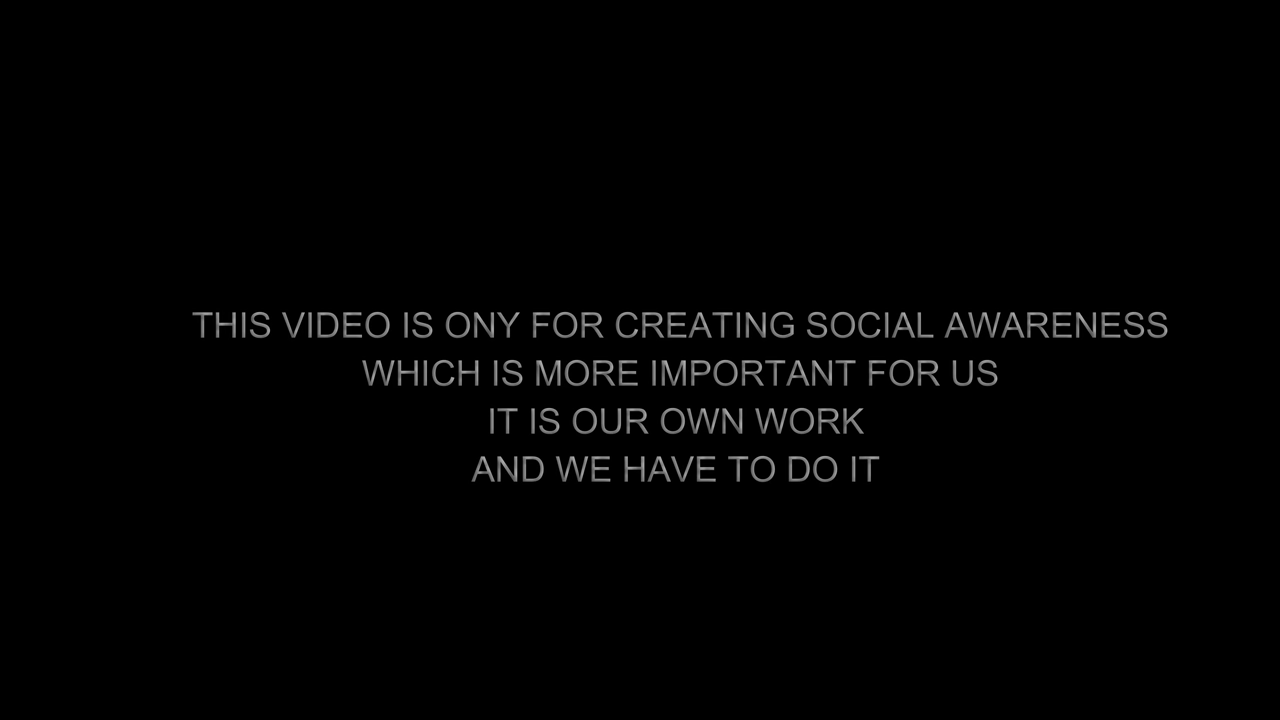 THIS VIDEO IS ONY FOR CREATING SOCIAL AWARENESS
WHICH IS MORE IMPORTANT FOR US
IT IS OUR OWN WORK
AND WE HAVE TO DO IT